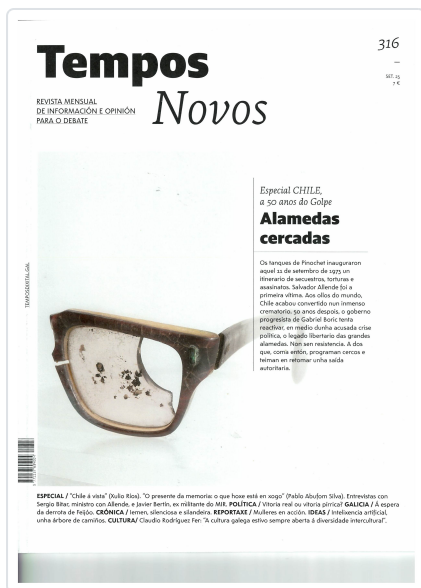 316
–
SET. 23
7 €
Tempos
Novos
REVISTA MENSUAL
DE INFORMACIÓN E OPINIÓN
PARA O DEBATE
Especial CHILE,
a 50 anos do Golpe
Alamedas
cercadas
Os tanques de Pinochet inauguraron
aquel 11 de setembro de 1973 un
itinerario de secuestros, torturas e
asasinatos. Salvador Allende foi a
primeira vítima. Aos ollos do mundo,
Chile acabou convertido nun inmenso
crematorio. 50 anos despois, o goberno
progresista de Gabriel Boric tenta
reactivar, en medio dunha acusada crise
política, o legado libertario das grandes
alamedas. Non sen resistencia. A dos
que, coma entón, programan cercos e
teiman en retomar unha saída
autoritaria.
TEMPOSDIXITAL.GAL
ESPECIAL / "Chile á vista" (Xulio Ríos). "O presente da memoria: o que hoxe está en xogo" (Pablo Abufom Silva). Entrevistas con
Sergio Bitar, ministro con Allende, e Javier Bertín, ex militante do MIR. POLÍTICA / Vitoria real ou vitoria pírrica? GALICIA / Á espera
da derrota de Feijóo. CRÓNICA / Iemen, silenciosa e silandeira. REPORTAXE / Mulleres en acción. IDEAS / Intelixencia artificial,
unha árbore de camiños. CULTURA/ Claudio Rodríguez Fer: "A cultura galega estivo sempre aberta á diversidade intercultural".